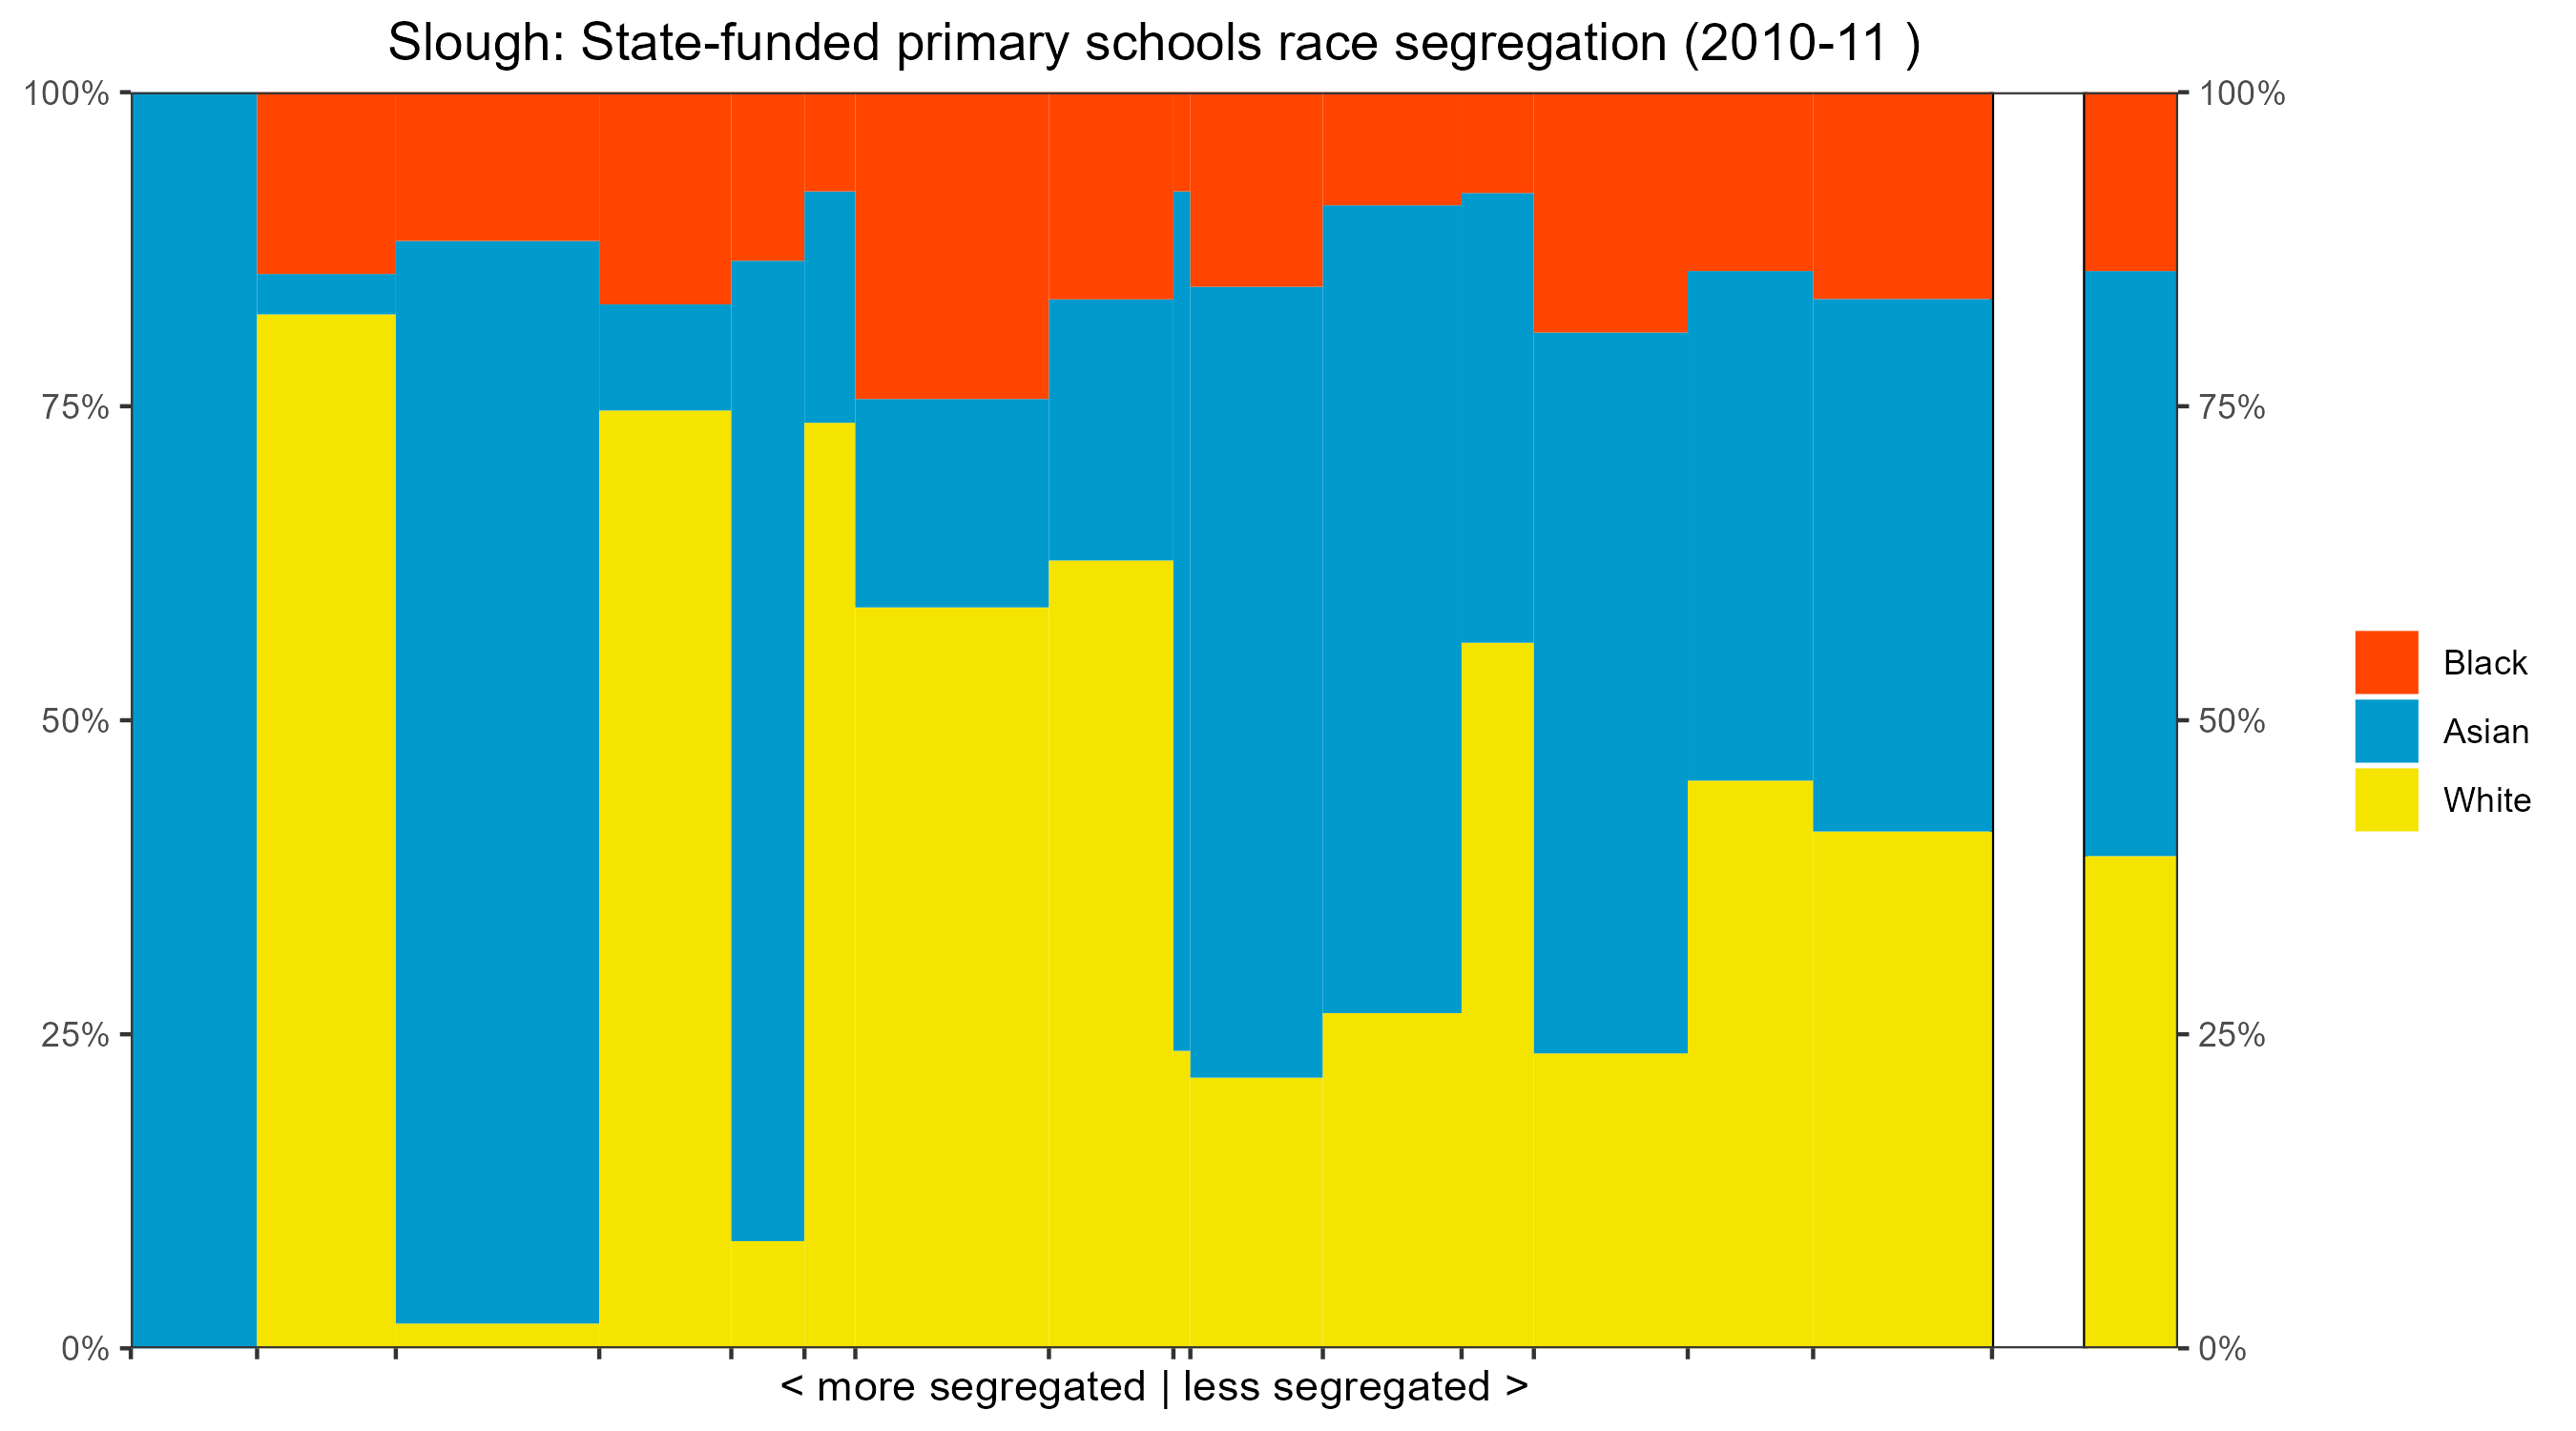 Slough: State-funded primary schools race segregation (2010-11 )
100%
75%
50%
25%
0%
100%
75%
50%
25%
0%
Black
Asian
White
< more segregated | less segregated >